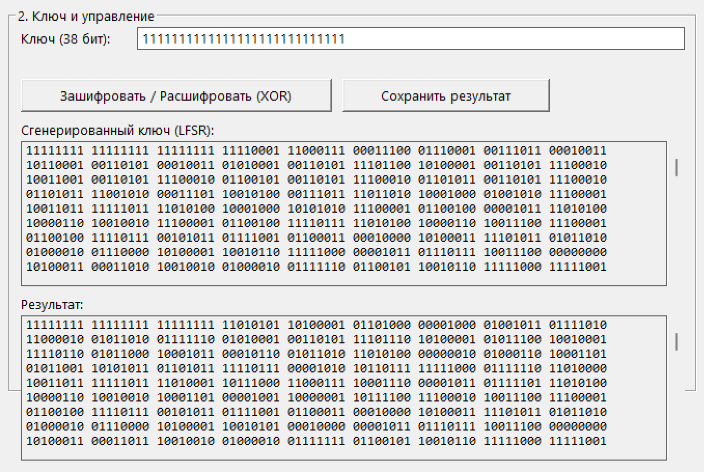 2. Ключ и управление
Ключ (38 бит): 1111111111111111111111111111
Зашифровать / Расшифровать (XOR) Сохранить результат
Сгенерированный ключ (LFSR):
11111111 11111111 11111111 11110001 11000111 00011100 01110001 00111011 00010011
10110001 00110101 00010011 01010001 00110101 11101100 10100001 00110101 11100010
10011001 00110101 11100010 01100101 00110101 11100010 01101011 00110101 11100010
01101011 11001010 00011101 10010100 00111011 11011010 10001000 01001010 11100001
10011011 11111011 11010100 10001000 10101010 11100001 01100100 00001011 11010100
10000110 10010010 11100001 01100100 11110111 11010100 10000110 10011100 11100001
01100100 11110111 00101011 01111001 01100011 00010000 10100011 11101011 01011010
01000010 01110000 10100001 10010110 11111000 00001011 01110111 10011100 00000000
10100011 00011010 10010010 01000010 01111110 01100101 10010110 11111000 11111001
Результат:
11111111 11111111 11111111 11010101 10100001 01101000 00001000 01001011 01111010
11000010 01011010 01111110 01010001 00110101 11101110 10100001 01011100 10010001
11110110 01011000 10001011 00010110 01011010 11010100 00000010 01000110 10001101
01011001 10101011 01101011 11110111 00001010 10110111 11111000 01111110 11010000
10011011 11111011 11010001 10111000 11000111 10001110 00001011 01111101 11010100
10000110 10010010 10001101 00001001 10000001 10111100 11100010 10011100 11100001
01100100 11110111 00101011 01111001 01100011 00010000 10100011 11101011 01011010
01000010 01110000 10100001 10010101 00010000 00001011 01110111 10011100 00000000
10100011 00011011 10010010 01000010 01111111 01100101 10010110 11111000 11111001